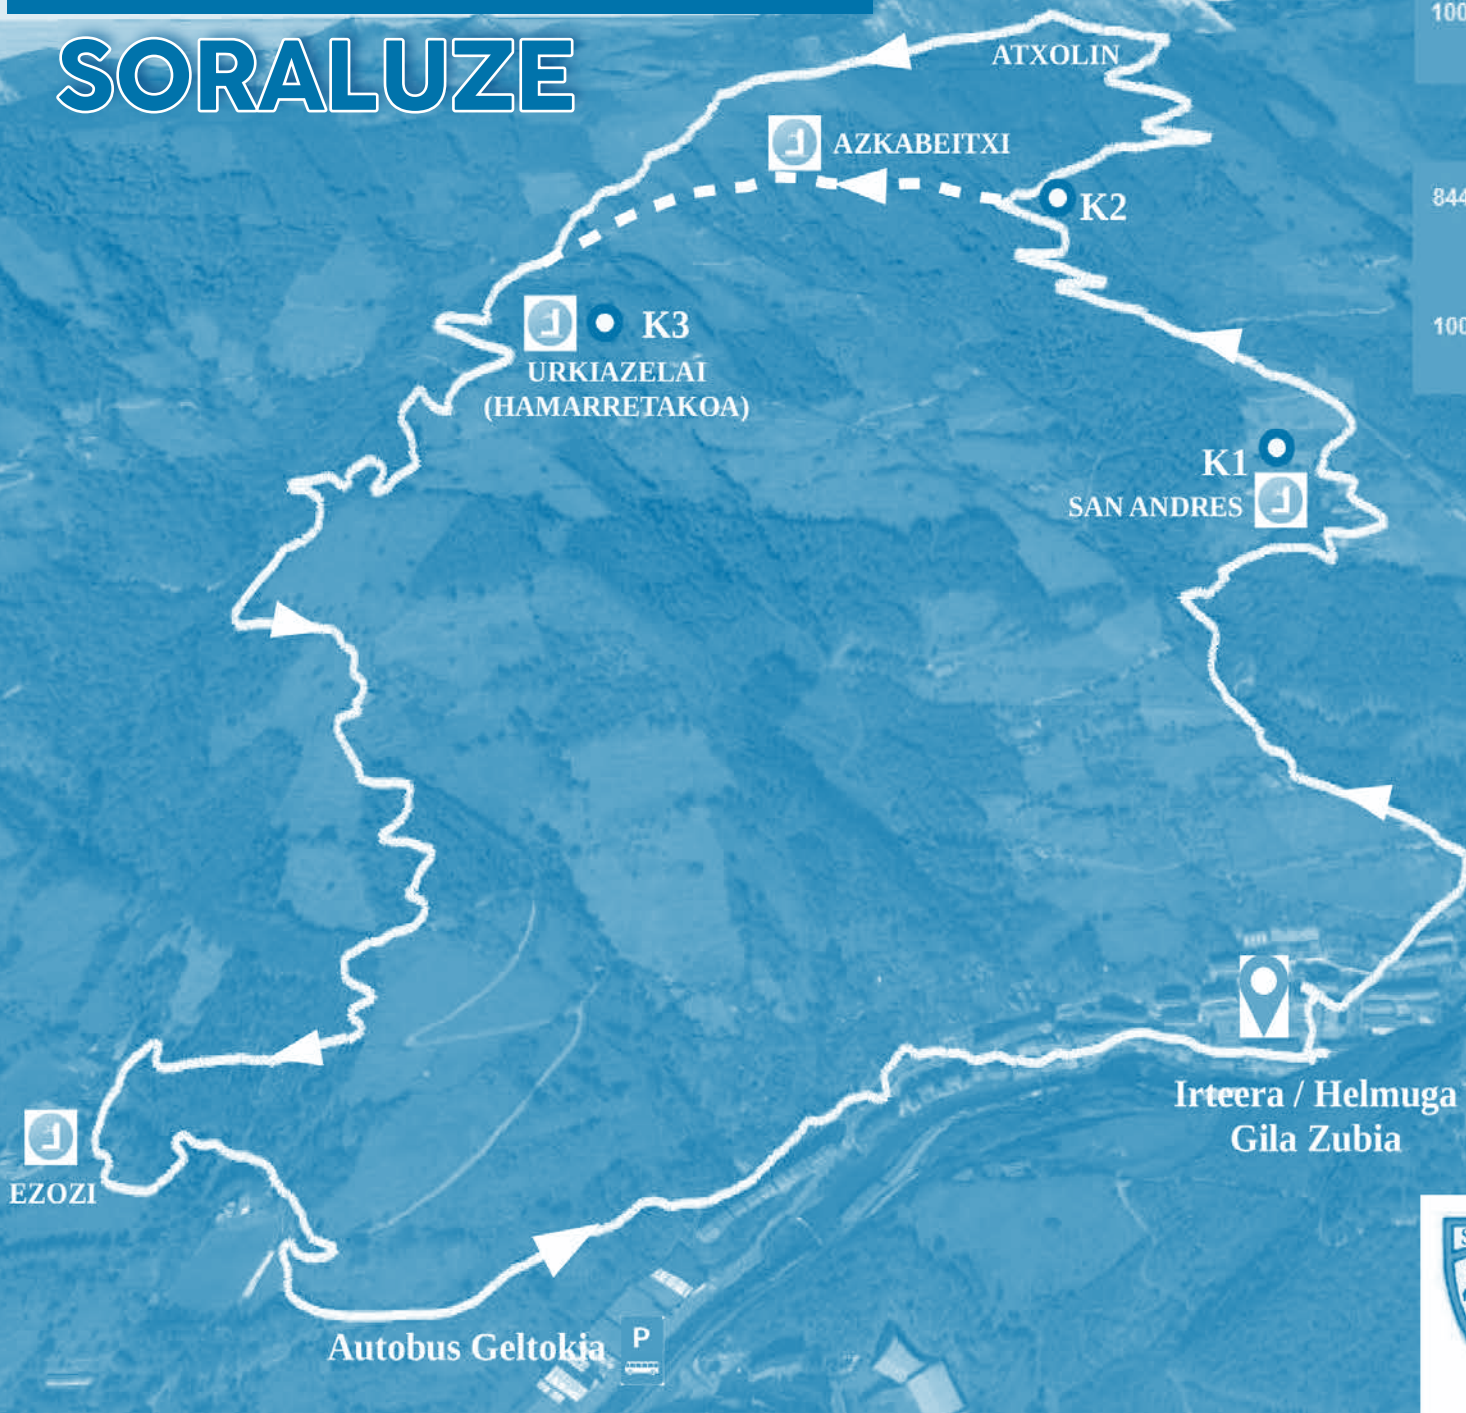 SORALUZE
ATXOLIN
AZKABEITXI
K2
K3
URKIAZELAI
(HAMARRETAKOA)
K1
SAN ANDRES
Irteera / Helmuga
Gila Zubia
EZOZI
Autobus Geltokia
P